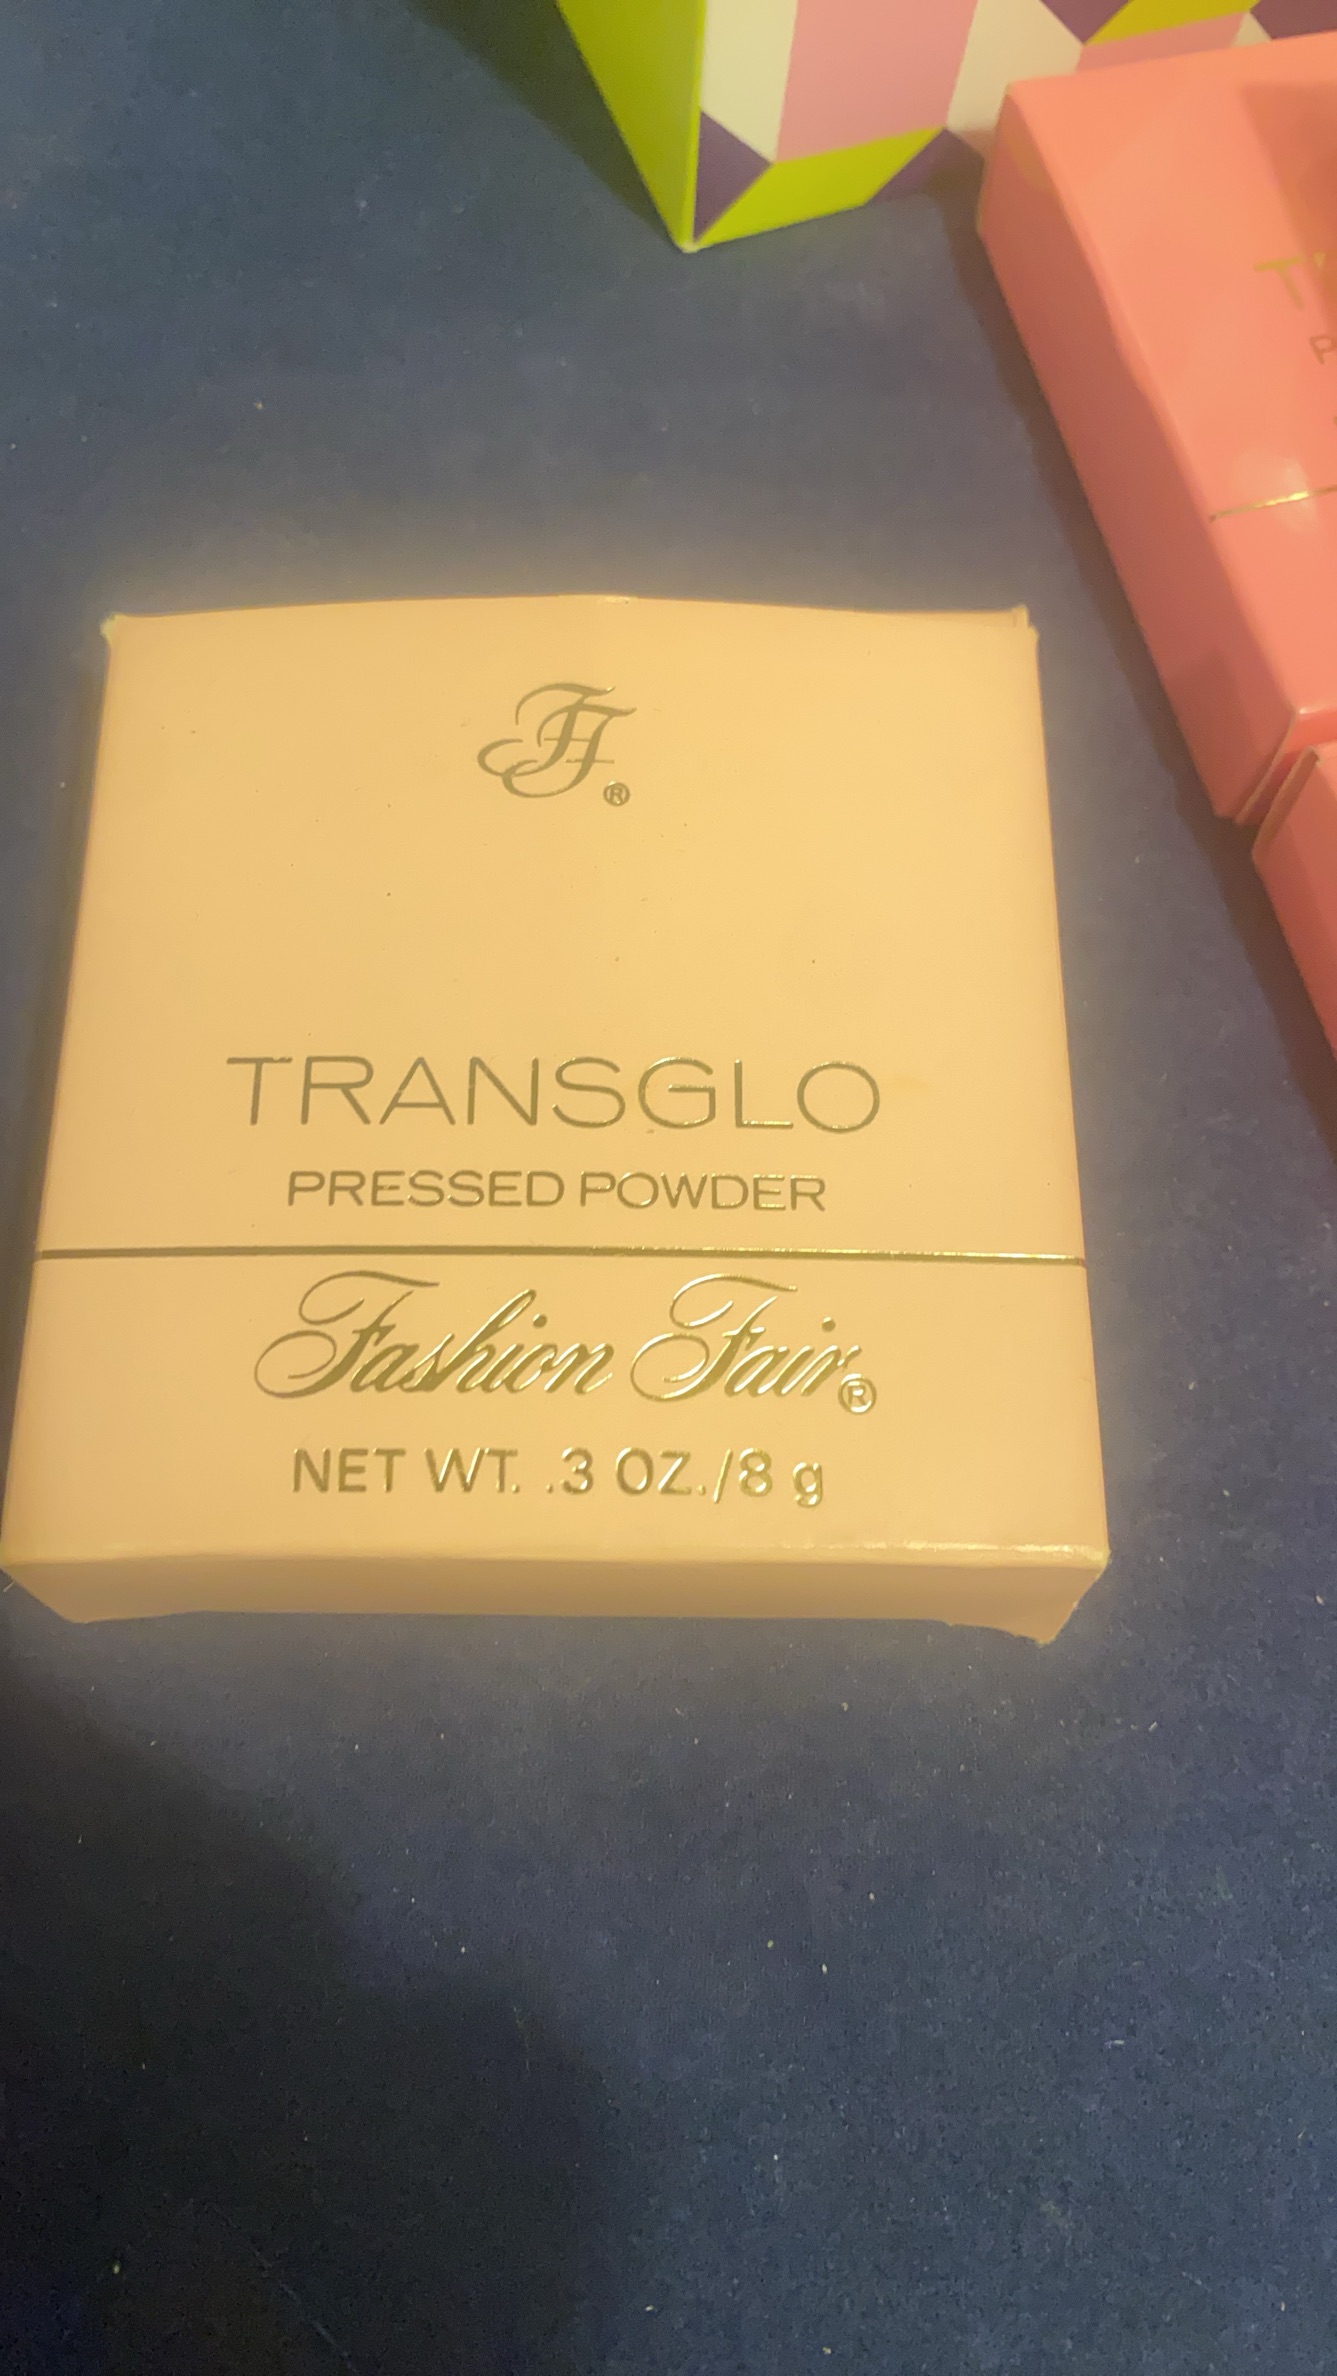 FF®
TRANSGLO
PRESSED POWDER
Fashion Fair®
NET WT. .3 OZ./8 g